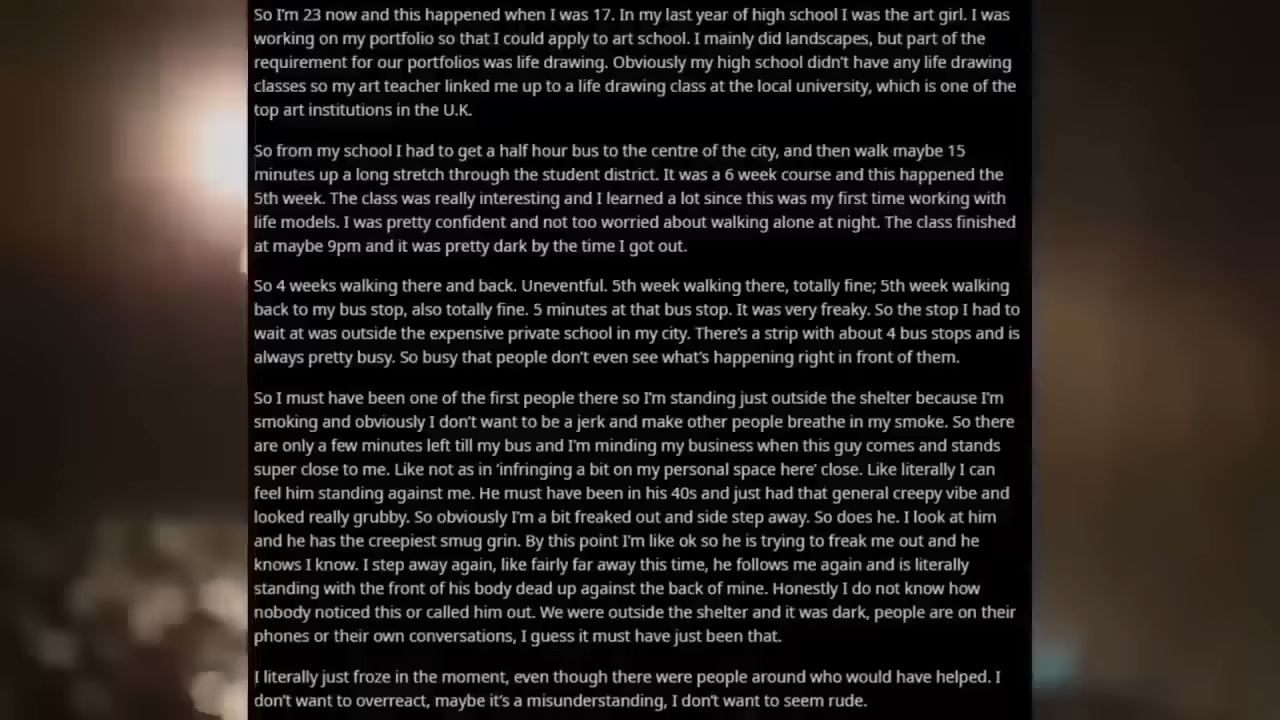 So I'm 23 now and this happened when I was 17. In my last year of high school I was the art girl. I was
working on my portfolio so that I could apply to art school. I mainly did landscapes, but part of the
requirement for our portfolios was life drawing. Obviously my high school didn't have any life drawing
classes so my art teacher linked me up to a life drawing class at the local university, which is one of the
top art institutions in the U.K.
So from my school I had to get a half hour bus to the centre of the city, and then walk maybe 15
minutes up a long stretch through the student district. It was a 6 week course and this happened the
5th week. The class was really interesting and I learned a lot since this was my first time working with
life models. I was pretty confident and not too worried about walking alone at night. The class finished
at maybe 9pm and it was pretty dark by the time I got out.
So 4 weeks walking there and back. Uneventful. 5th week walking there, totally fine; 5th week walking
back to my bus stop, also totally fine. 5 minutes at that bus stop. It was very freaky. So the stop I had to
wait at was outside the expensive private school in my city. There's a strip with about 4 bus stops and is
always pretty busy. So busy that people don't even see what's happening right in front of them.
So I must have been one of the first people there so I'm standing just outside the shelter because I'm
smoking and obviously I don't want to be a jerk and make other people breathe in my smoke. So there
are only a few minutes left till my bus and I'm minding my business when this guy comes and stands
super close to me. Like not as in 'infringing a bit on my personal space here' close. Like literally I can
feel him standing against me. He must have been in his 40s and just had that general creepy vibe and
looked really grubby. So obviously I'm a bit freaked out and side step away. So does he. I look at him
and he has the creepiest smug grin. By this point I'm like ok so he is trying to freak me out and he
knows I know. I step away again, like fairly far away this time, he follows me again and is literally
standing with the front of his body dead up against the back of mine. Honestly I do not know how
nobody noticed this or called him out. We were outside the shelter and it was dark, people are on their
phones or their own conversations, I guess it must have just been that.
I literally just froze in the moment, even though there were people around who would have helped. I
don't want to overreact, maybe it's a misunderstanding, I don't want to seem rude.